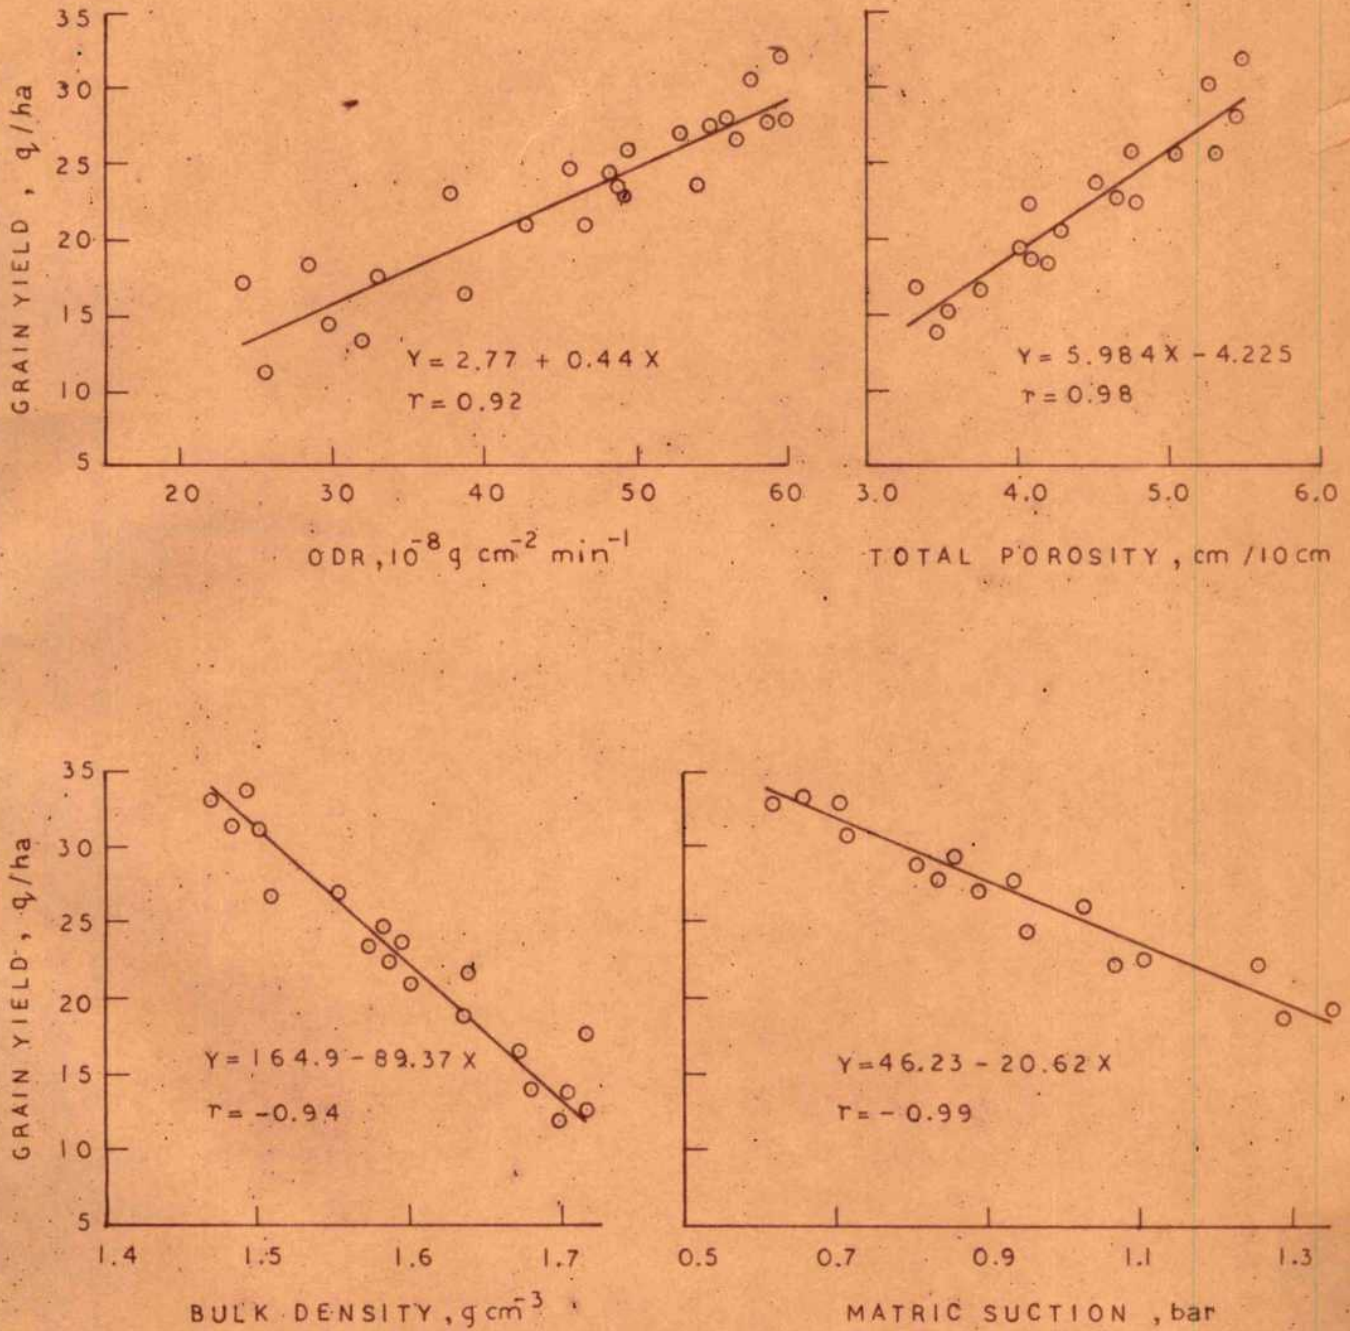 35
30
25
20
15
10
5
GRAIN YIELD, q/ha
Y = 2.77 + 0.44 X
r = 0.92
20 30 40 50 60
ODR, 10⁻⁸ g cm⁻² min⁻¹
Y = 5.984 X - 4.225
r = 0.98
3.0 4.0 5.0 6.0
TOTAL POROSITY, cm /10 cm
35
30
25
20
15
10
5
GRAIN YIELD, q/ha
Y = 164.9 - 89.37 X
r = -0.94
1.4 1.5 1.6 1.7
BULK DENSITY, g cm⁻³
Y = 46.23 - 20.62 X
r = -0.99
0.5 0.7 0.9 1.1 1.3
MATRIC SUCTION, bar